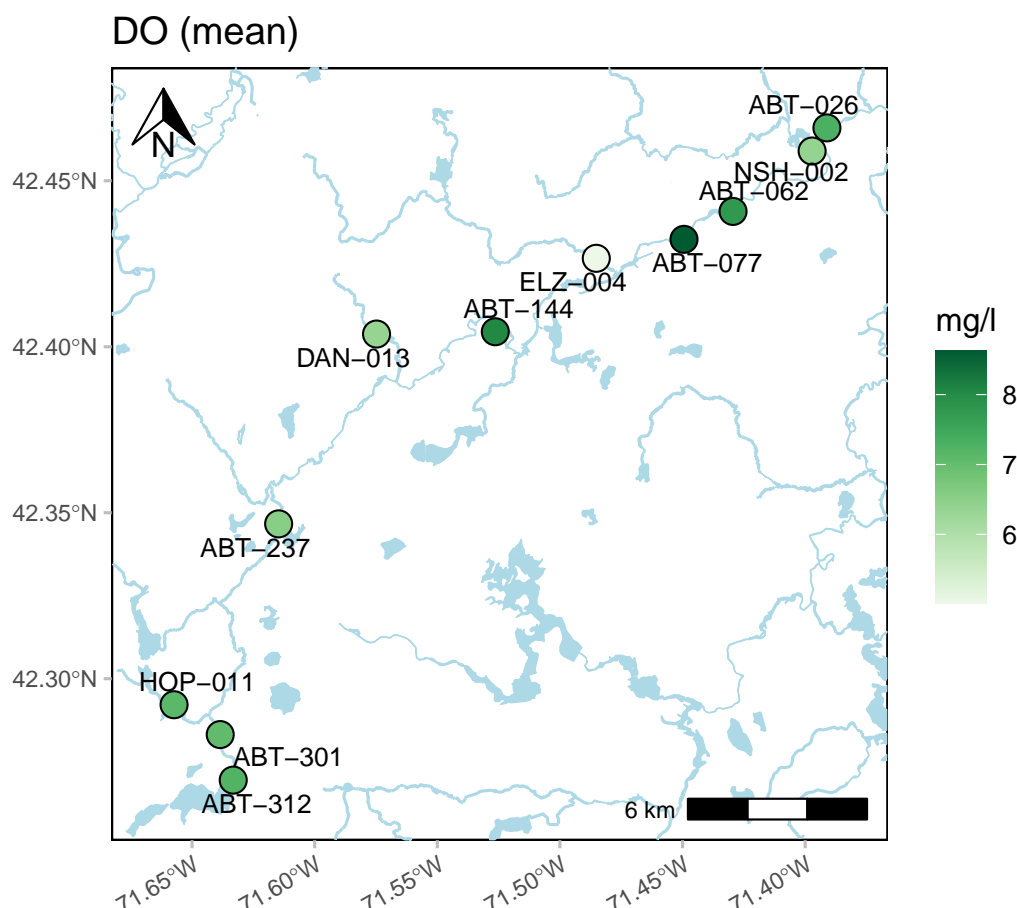 DO (mean)
N
ABT−026
NSH−002
ABT−062
ABT−077
ELZ−004
ABT−144
DAN−013
ABT−237
HOP−011
ABT−301
ABT−312
6 km
42.45°N
42.40°N
42.35°N
42.30°N
71.65°W
71.60°W
71.55°W
71.50°W
71.45°W
71.40°W
mg/l
8
7
6